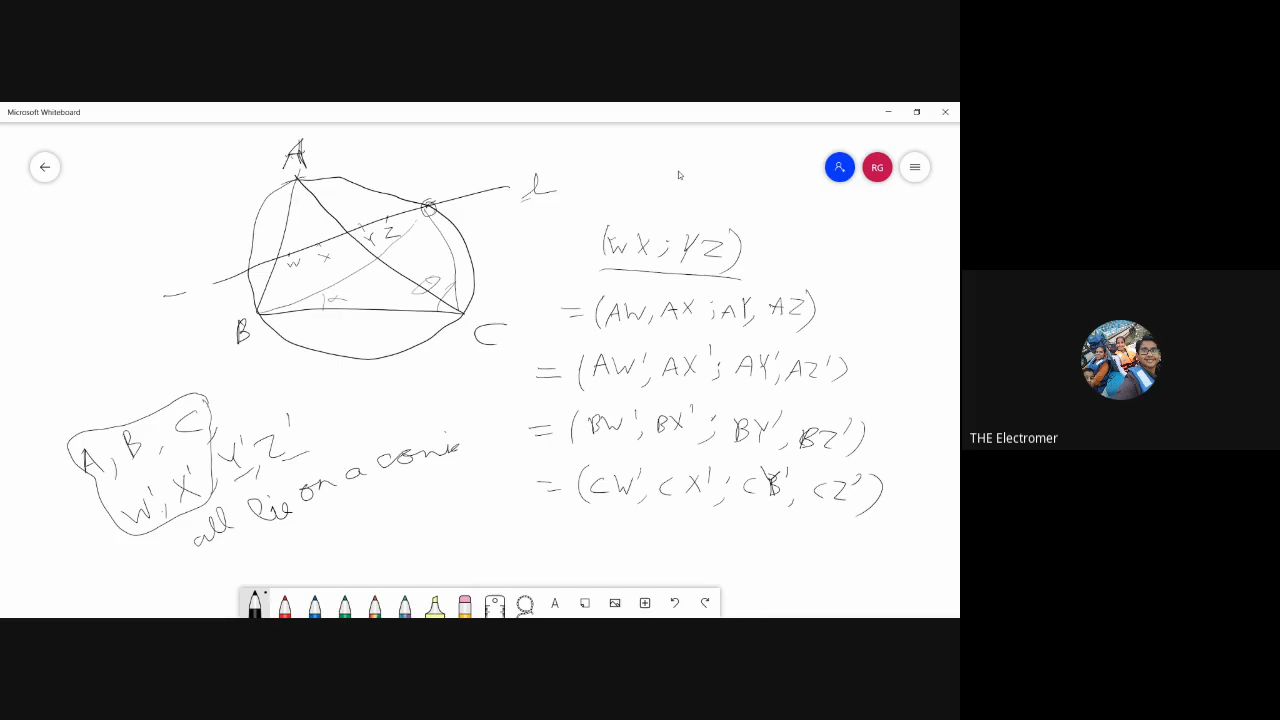 Microsoft Whiteboard
RG
A
l
W X Y Z
B
C
(WX; YZ)
= (AW, AX; AY, AZ)
= (AW', AX'; AY', AZ')
= (BW', BX'; BY', BZ')
= (CW', CX'; CY', CZ')
A, B, C
W', X', Y', Z'
all lie on a conic
THE Electromer
A